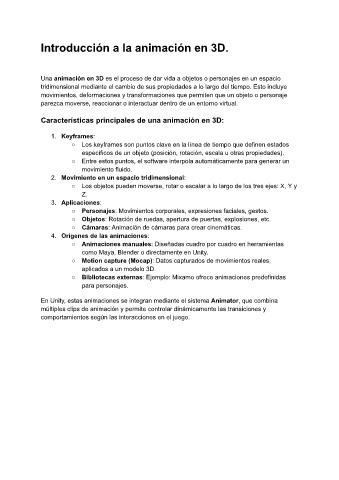 Introducción a la animación en 3D.
Una animación en 3D es el proceso de dar vida a objetos o personajes en un espacio
tridimensional mediante el cambio de sus propiedades a lo largo del tiempo. Esto incluye
movimientos, deformaciones y transformaciones que permiten que un objeto o personaje
parezca moverse, reaccionar o interactuar dentro de un entorno virtual.
Características principales de una animación en 3D:
1. Keyframes:
○ Los keyframes son puntos clave en la línea de tiempo que definen estados
específicos de un objeto (posición, rotación, escala u otras propiedades).
○ Entre estos puntos, el software interpola automáticamente para generar un
movimiento fluido.
2. Movimiento en un espacio tridimensional:
○ Los objetos pueden moverse, rotar o escalar a lo largo de los tres ejes: X, Y y
Z.
3. Aplicaciones:
○ Personajes: Movimientos corporales, expresiones faciales, gestos.
○ Objetos: Rotación de ruedas, apertura de puertas, explosiones, etc.
○ Cámaras: Animación de cámaras para crear cinemáticas.
4. Orígenes de las animaciones:
○ Animaciones manuales: Diseñadas cuadro por cuadro en herramientas
como Maya, Blender o directamente en Unity.
○ Motion capture (Mocap): Datos capturados de movimientos reales,
aplicados a un modelo 3D.
○ Bibliotecas externas: Ejemplo: Mixamo ofrece animaciones predefinidas
para personajes.
En Unity, estas animaciones se integran mediante el sistema Animator, que combina
múltiples clips de animación y permite controlar dinámicamente las transiciones y
comportamientos según las interacciones en el juego.